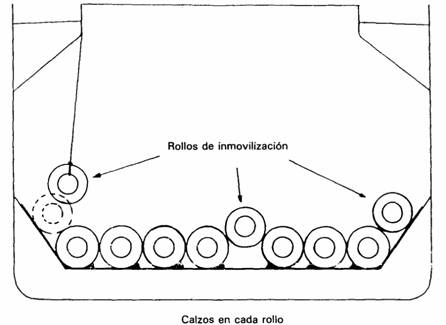 Rollos de inmovilización
Calzos en cada rollo